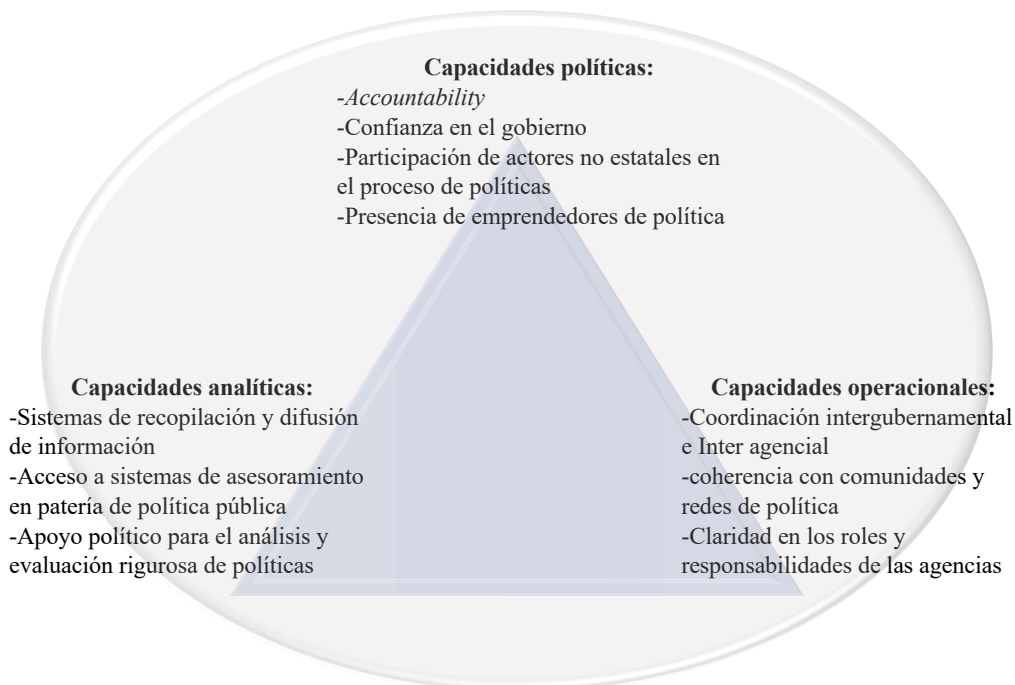 Capacidades políticas:
-Accountability
-Confianza en el gobierno
-Participación de actores no estatales en
el proceso de políticas
-Presencia de emprendedores de política
Capacidades analíticas:
-Sistemas de recopilación y difusión
de información
-Acceso a sistemas de asesoramiento
en patería de política pública
-Apoyo político para el análisis y
evaluación rigurosa de políticas
Capacidades operacionales:
-Coordinación intergubernamental
e Inter agencial
-coherencia con comunidades y
redes de política
-Claridad en los roles y
responsabilidades de las agencias